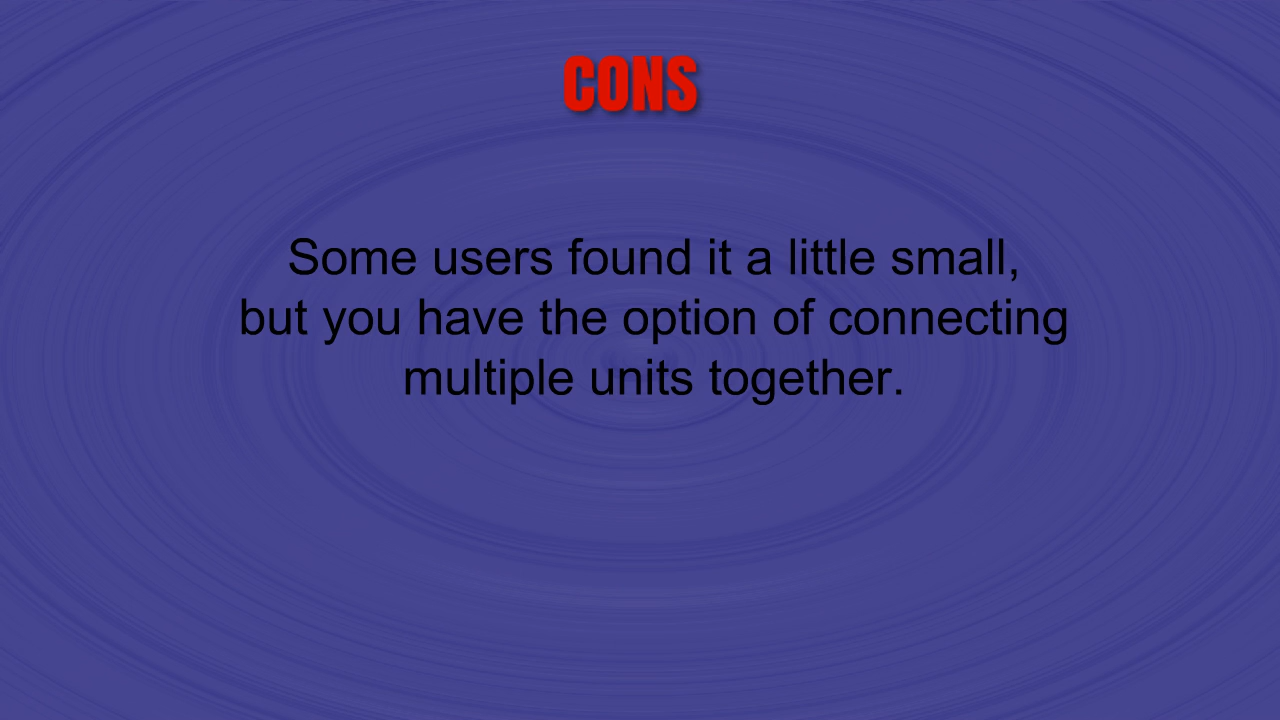 CONS
Some users found it a little small,
but you have the option of connecting
multiple units together.